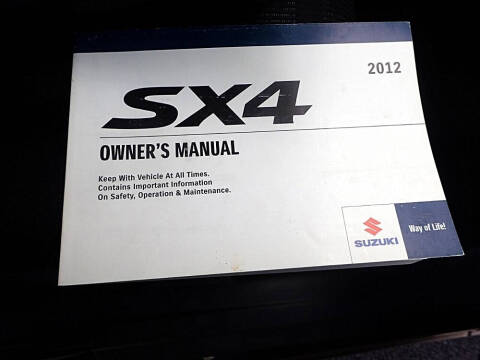 2012
SX4
OWNER'S MANUAL
Keep With Vehicle At All Times.
Contains Important Information
On Safety, Operation & Maintenance.
SUZUKI
Way of Life!